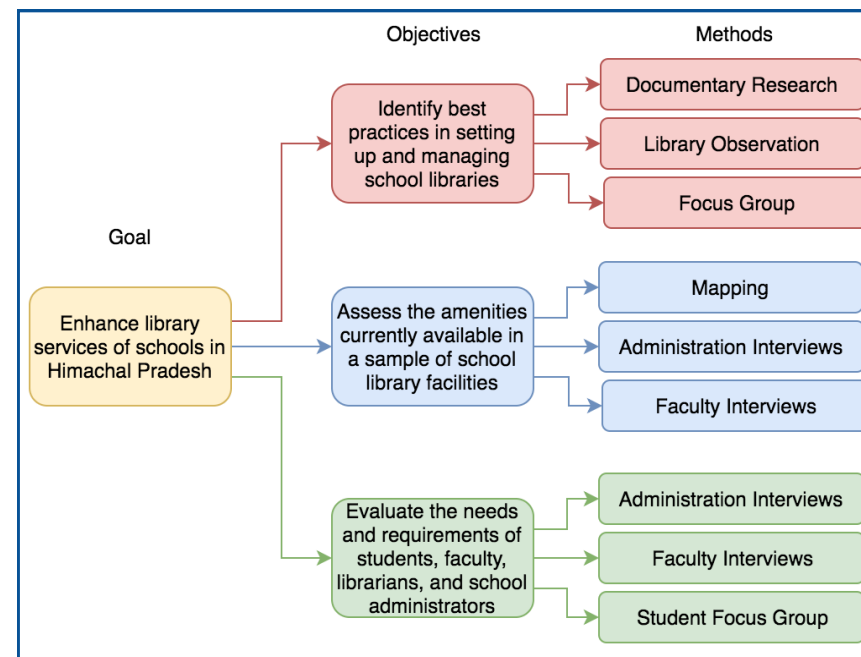 Objectives
Methods
Identify best
practices in setting
up and managing
school libraries
Documentary Research
Library Observation
Focus Group
Goal
Enhance library
services of schools in
Himachal Pradesh
Assess the amenities
currently available in
a sample of school
library facilities
Mapping
Administration Interviews
Faculty Interviews
Evaluate the needs
and requirements of
students, faculty,
librarians, and school
administrators
Administration Interviews
Faculty Interviews
Student Focus Group